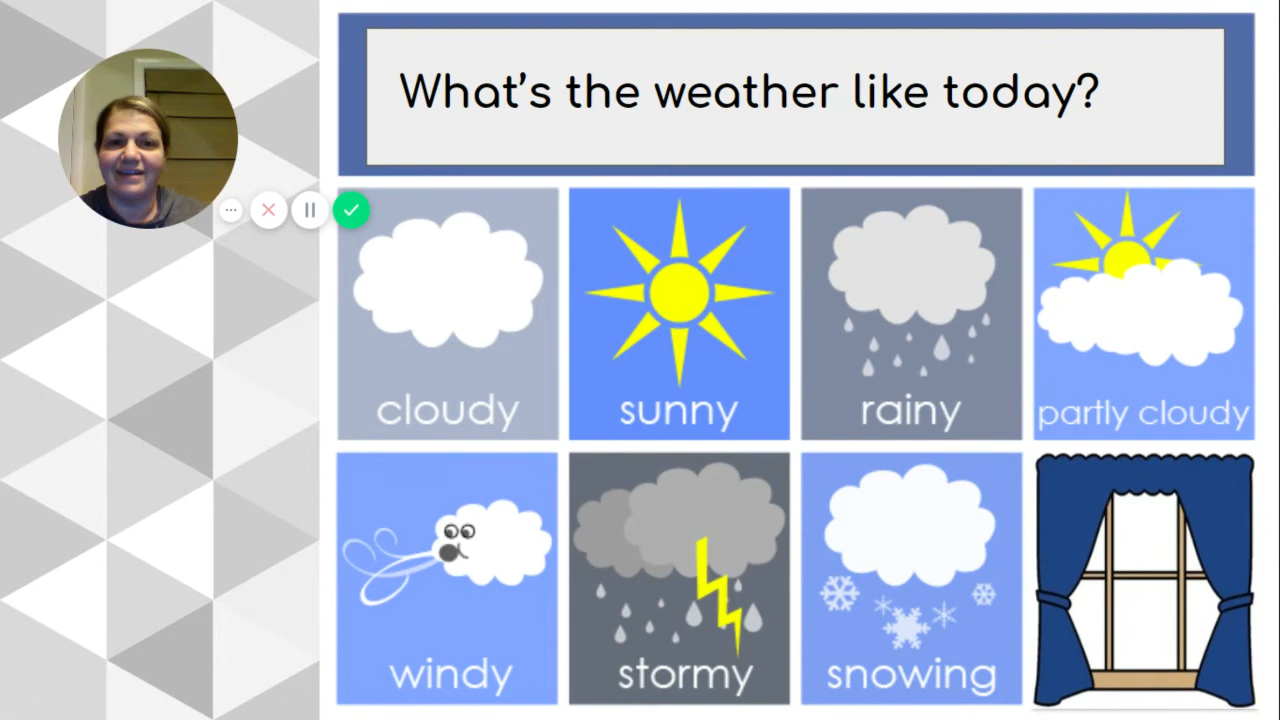 What's the weather like today?
cloudy
sunny
rainy
partly cloudy
windy
stormy
snowing